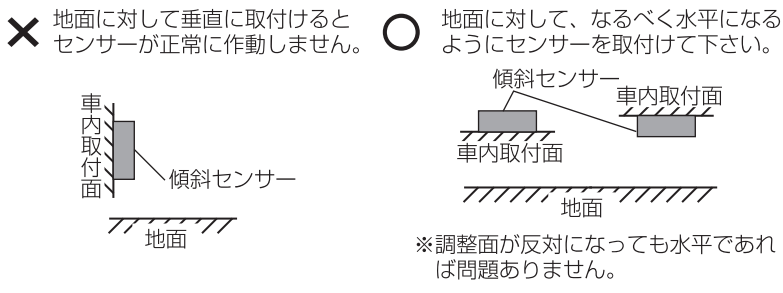 地面に対して垂直に取付けると
センサーが正常に作動しません。
車内取付面
傾斜センサー
地面
地面に対して、なるべく水平になる
ようにセンサーを取付けて下さい。
傾斜センサー
車内取付面
車内取付面
地面
※調整面が反対になっても水平であれ
ば問題ありません。